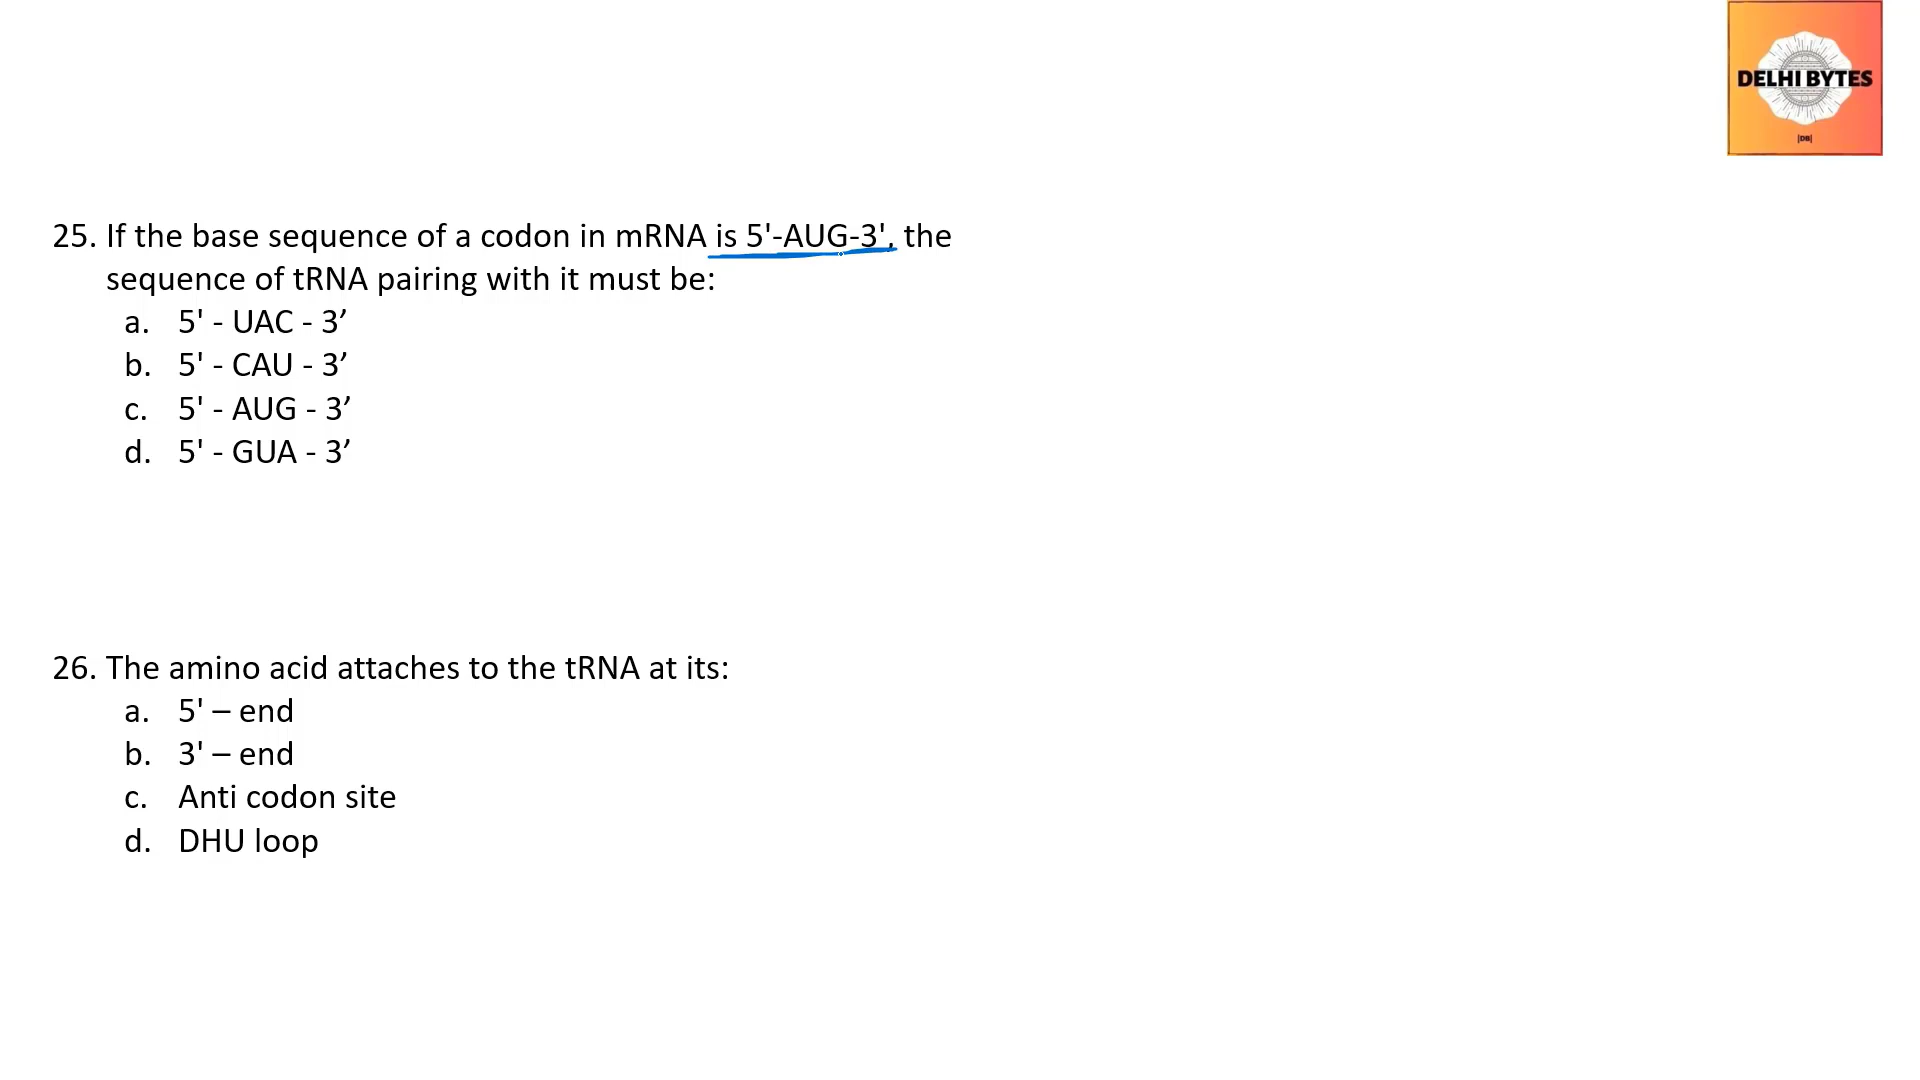 DELHI BYTES
|DB|
25. If the base sequence of a codon in mRNA is 5'-AUG-3', the
sequence of tRNA pairing with it must be:
a. 5' - UAC - 3’
b. 5' - CAU - 3’
c. 5' - AUG - 3’
d. 5' - GUA - 3’
26. The amino acid attaches to the tRNA at its:
a. 5' – end
b. 3' – end
c. Anti codon site
d. DHU loop